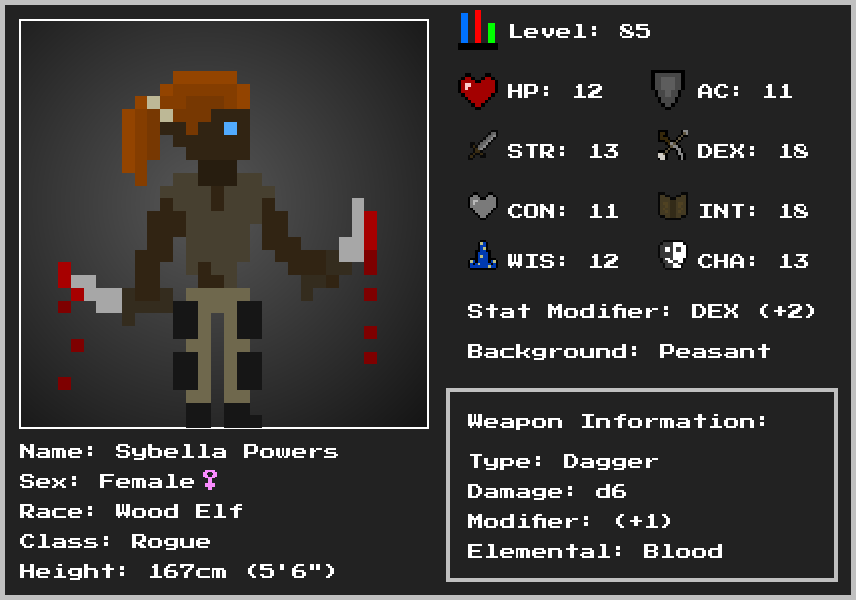 Level: 85
HP: 12 AC: 11
STR: 13 DEX: 18
CON: 11 INT: 18
WIS: 12 CHA: 13
Stat Modifier: DEX (+2)
Background: Peasant
Name: Sybella Powers
Sex: Female♀
Race: Wood Elf
Class: Rogue
Height: 167cm (5'6")
Weapon Information:
Type: Dagger
Damage: d6
Modifier: (+1)
Elemental: Blood